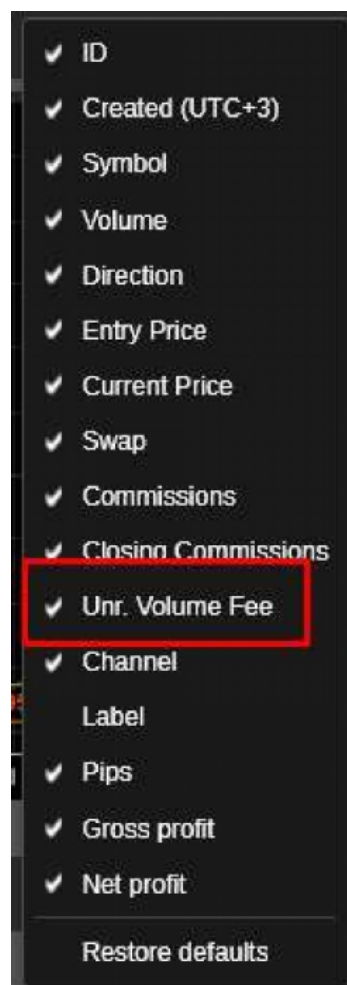 ID
Created (UTC+3)
Symbol
Volume
Direction
Entry Price
Current Price
Swap
Commissions
Closing Commissions
Unr. Volume Fee
Channel
Label
Pips
Gross profit
Net profit
Restore defaults